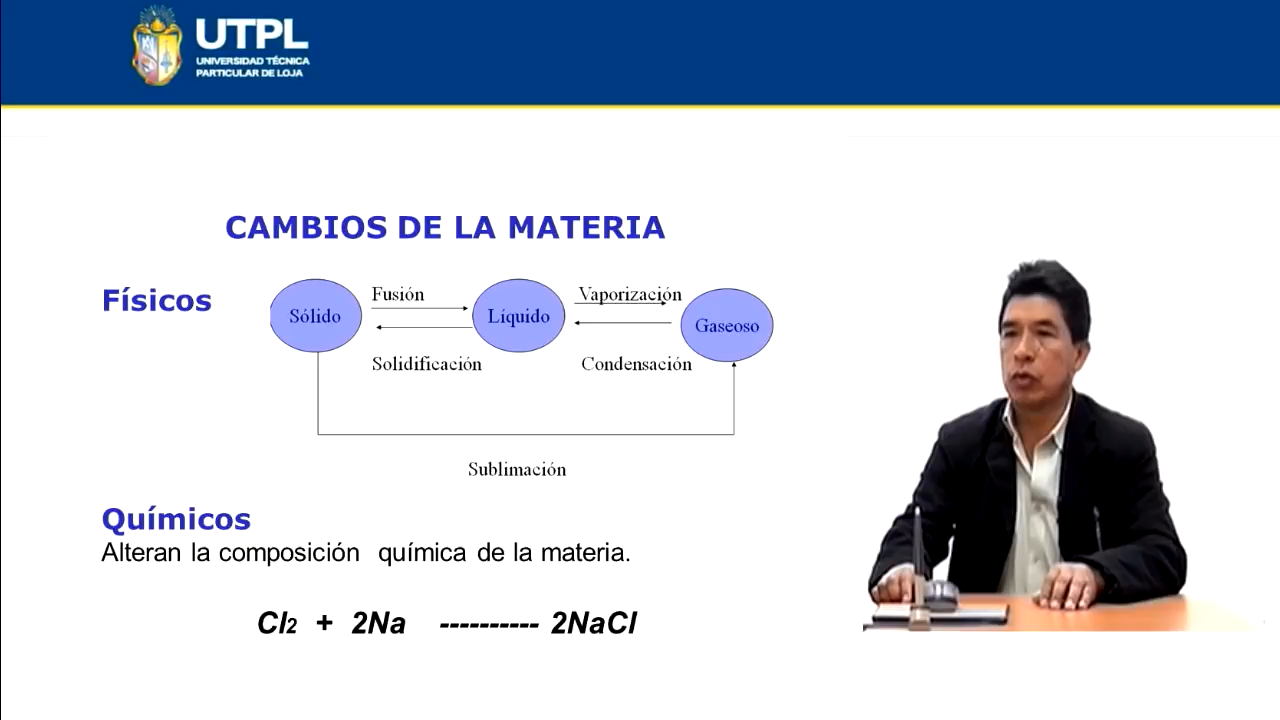 UTPL
UNIVERSIDAD TÉCNICA
PARTICULAR DE LOJA
CAMBIOS DE LA MATERIA
Físicos
Sólido
Fusión
Líquido
Vaporización
Gaseoso
Solidificación
Condensación
Sublimación
Químicos
Alteran la composición química de la materia.
Cl2 + 2Na ---------- 2NaCl